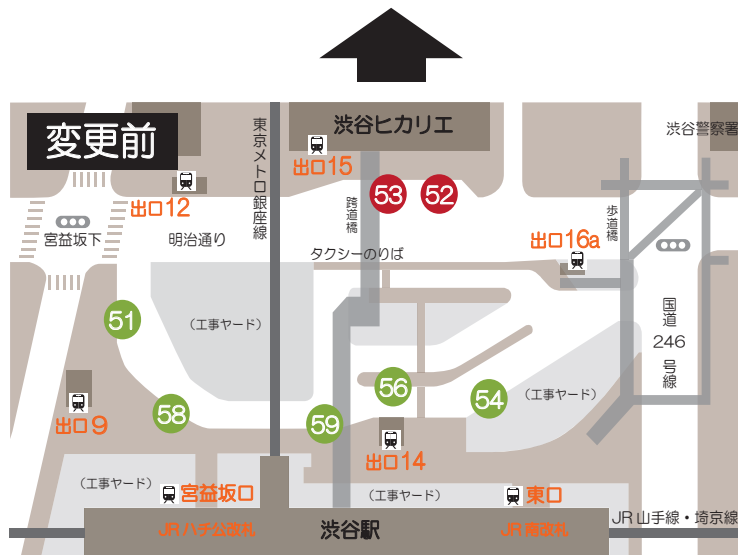 変更前
渋谷ヒカリエ
渋谷警察署
東京メトロ銀座線
出口15
出口12
53
52
跨道橋
歩道橋
出口16a
宮益坂下
明治通り
タクシーのりば
51
(工事ヤード)
国道
246
号線
56
54
(工事ヤード)
58
59
出口9
出口14
(工事ヤード)
宮益坂口
(工事ヤード)
東口
JRハチ公改札
渋谷駅
JR南改札
JR山手線・埼京線